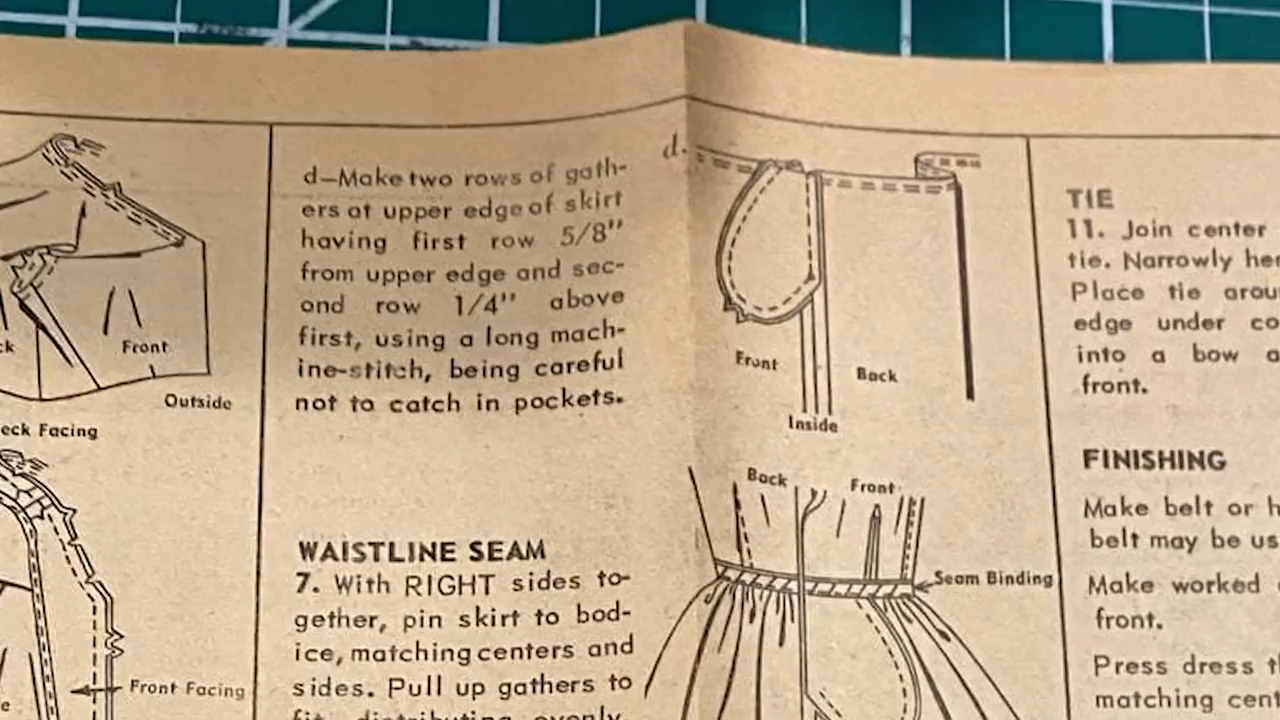 Front
Outside
eck Facing
Front Facing
d—Make two rows of gath-
ers at upper edge of skirt
having first row 5/8"
from upper edge and sec-
ond row 1/4" above
first, using a long mach-
ine-stitch, being careful
not to catch in pockets.
WAISTLINE SEAM
7. With RIGHT sides to-
gether, pin skirt to bod-
ice, matching centers and
sides. Pull up gathers to
fit, distributing evenly.
d.
Front
Back
Inside
Back
Front
Seam Binding
TIE
11. Join center
tie. Narrowly
Place tie
edge under
into a bow
front.
FINISHING
Make belt or
belt may be
Make worked
front.
Press dress
matching